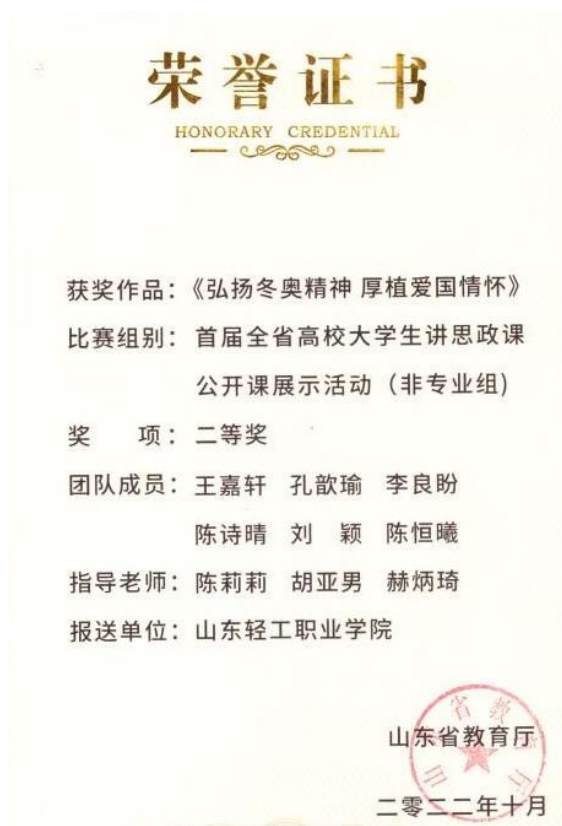 荣誉证书
HONORARY CREDENTIAL
获奖作品：《弘扬冬奥精神 厚植爱国情怀》
比赛组别：首届全省高校大学生讲思政课
公开课展示活动（非专业组)
奖 项：二等奖
团队成员：王嘉轩 孔歆瑜 李良盼
陈诗晴 刘 颖 陈恒曦
指导老师：陈莉莉 胡亚男 赫炳琦
报送单位：山东轻工职业学院
山东省教育厅
山东省教育厅
二零二二年十月